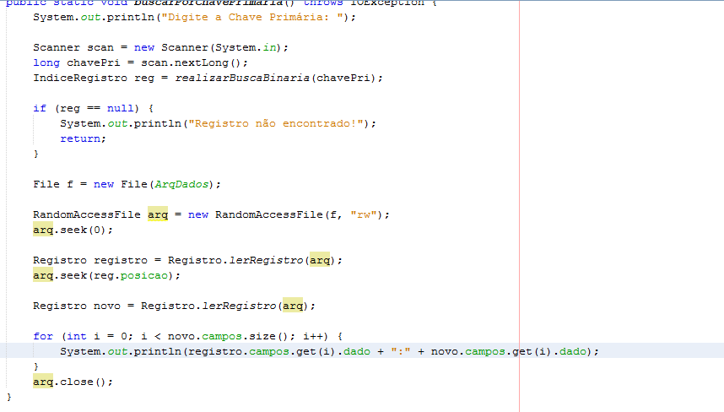 public static void buscarPorChavePrimaria() throws IOException {
System.out.println("Digite a Chave Primária: ");
Scanner scan = new Scanner(System.in);
long chavePri = scan.nextLong();
IndiceRegistro reg = realizarBuscaBinaria(chavePri);
if (reg == null) {
System.out.println("Registro não encontrado!");
return;
}
File f = new File(ArqDados);
RandomAccessFile arq = new RandomAccessFile(f, "rw");
arq.seek(0);
Registro registro = Registro.lerRegistro(arq);
arq.seek(reg.posicao);
Registro novo = Registro.lerRegistro(arq);
for (int i = 0; i < novo.campos.size(); i++) {
System.out.println(registro.campos.get(i).dado + ":" + novo.campos.get(i).dado);
}
arq.close();
}